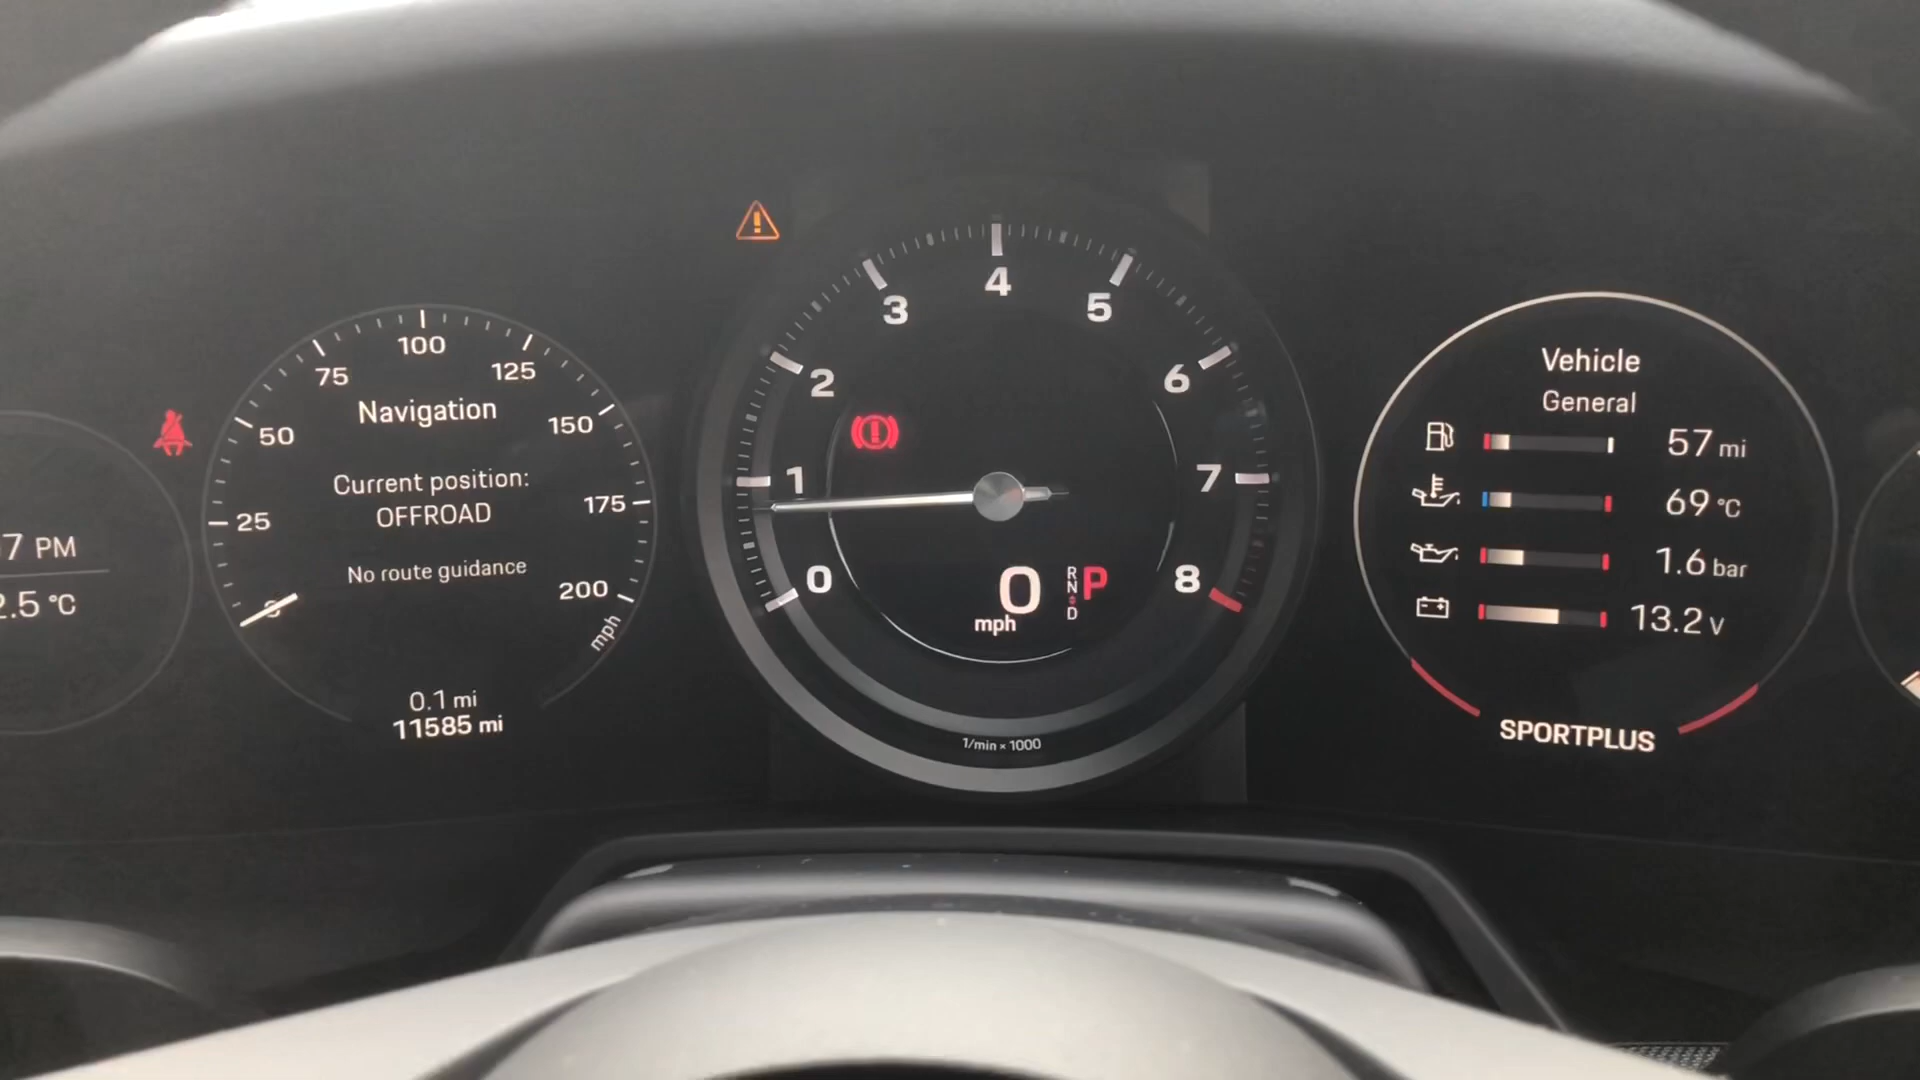 7 PM
2.5 °C
25
50
75
100
125
150
175
200
mph
Navigation
Current position:
OFFROAD
No route guidance
0.1 mi
11585 mi
0
1
2
3
4
5
6
7
8
0
mph
R
N
D
P
1/min × 1000
Vehicle
General
57 mi
69 °C
1.6 bar
13.2 V
SPORTPLUS